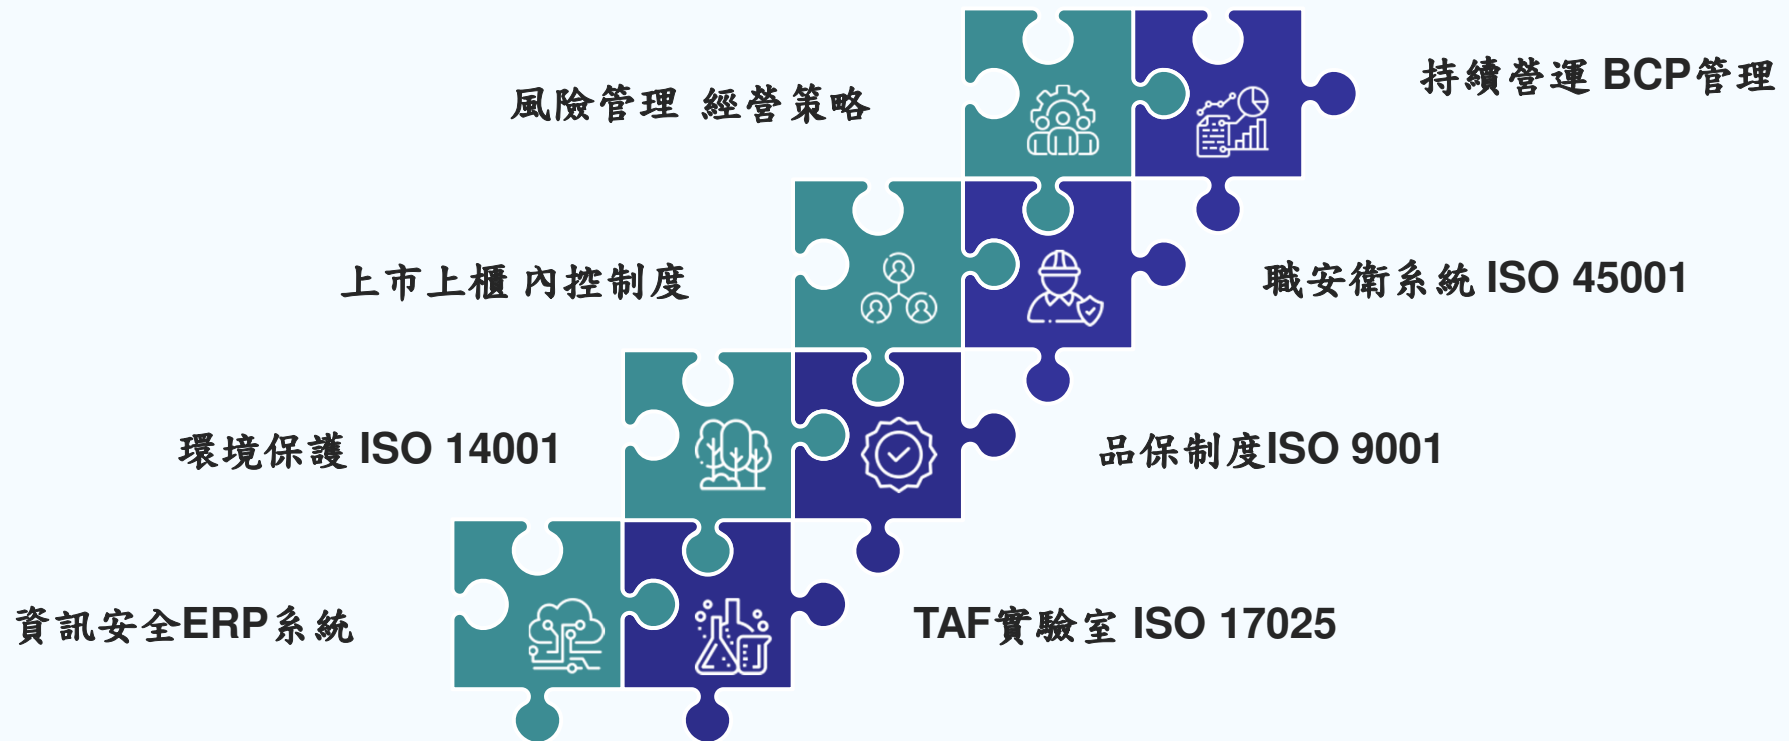 持續營運 BCP管理
風險管理 經營策略
上市上櫃 內控制度
職安衛系統 ISO 45001
環境保護 ISO 14001
品保制度ISO 9001
資訊安全ERP系統
TAF實驗室 ISO 17025